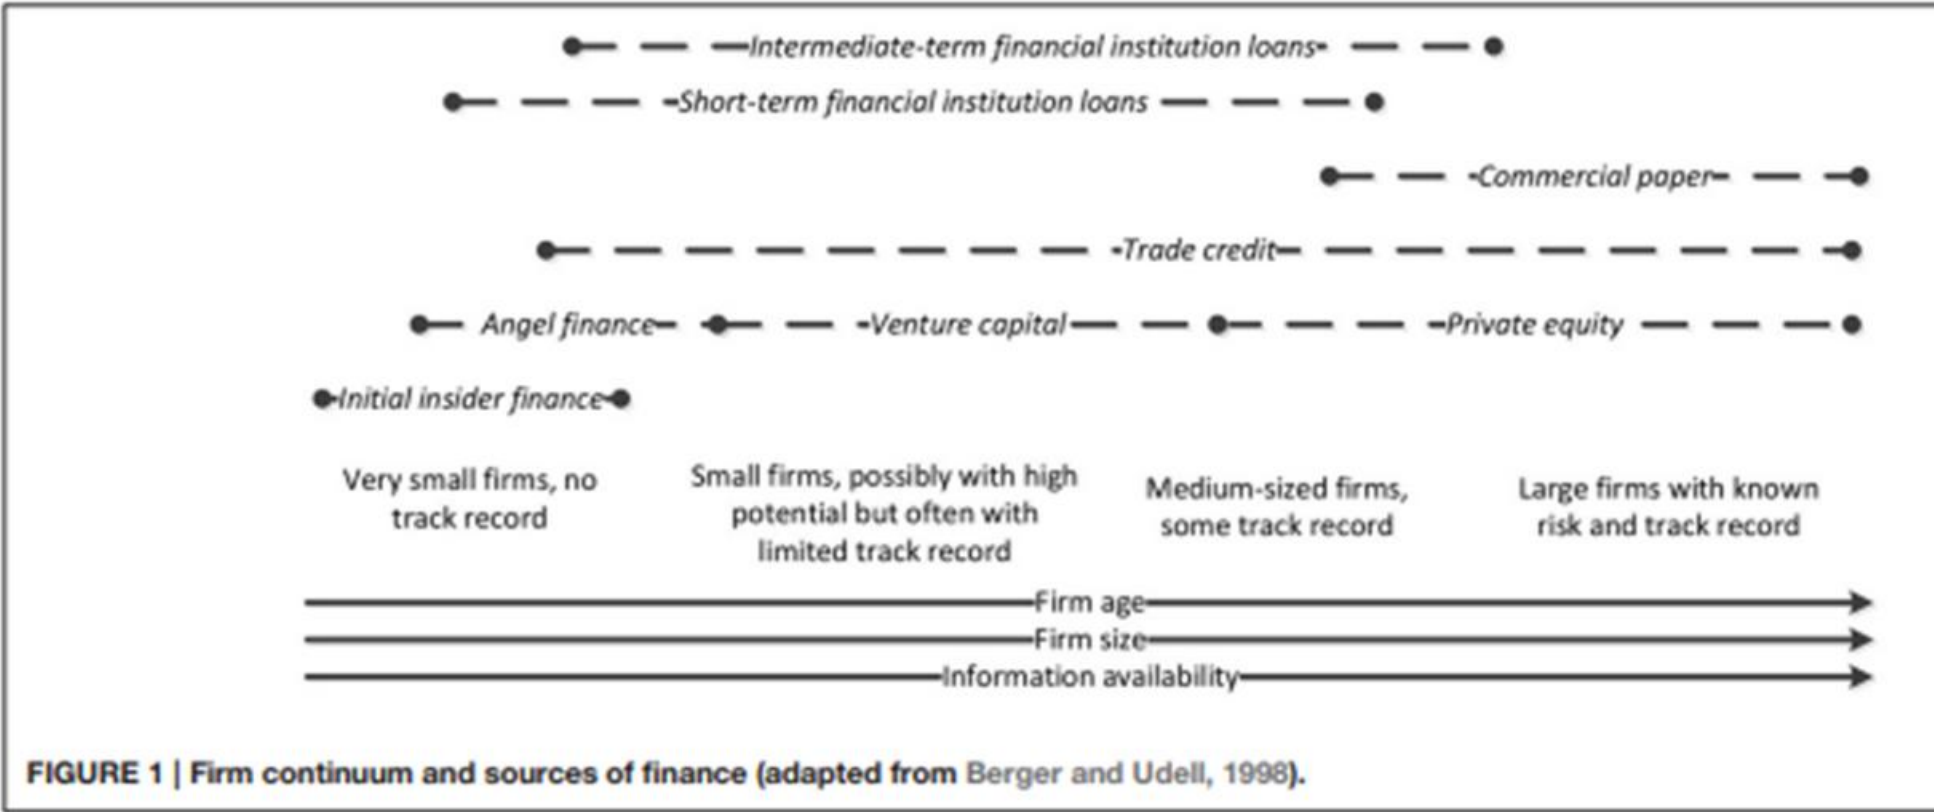 Intermediate-term financial institution loans
Short-term financial institution loans
Commercial paper
Trade credit
Angel finance Venture capital Private equity
Initial insider finance
Very small firms, no
track record
Small firms, possibly with high
potential but often with
limited track record
Medium-sized firms,
some track record
Large firms with known
risk and track record
Firm age
Firm size
Information availability
FIGURE 1 | Firm continuum and sources of finance (adapted from Berger and Udell, 1998).